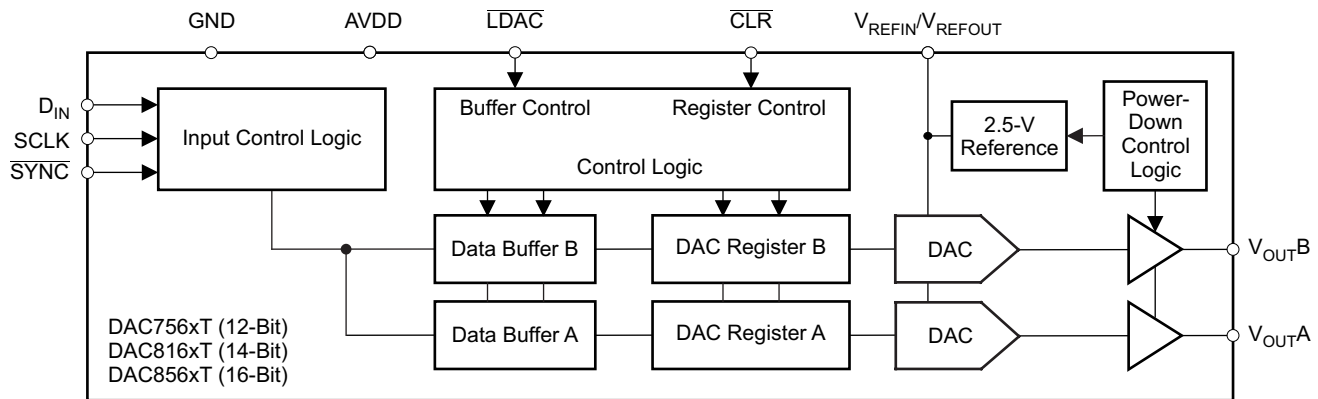 GND
AVDD
LDAC
CLR
VREFIN/VREFOUT
DIN
SCLK
SYNC
Input Control Logic
Buffer Control
Register Control
Control Logic
2.5-V
Reference
Power-
Down
Control
Logic
Data Buffer B
DAC Register B
DAC
VOUTB
Data Buffer A
DAC Register A
DAC
VOUTA
DAC756xT (12-Bit)
DAC816xT (14-Bit)
DAC856xT (16-Bit)